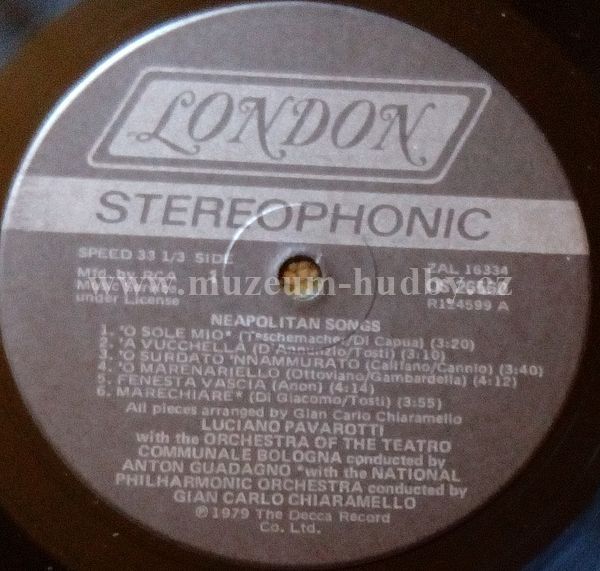 LONDON
STEREOPHONIC
SPEED 33 1/3 SIDE 1
Mfd. by RCA
under License
ZAL 16334
R124599 A
www.muzeum-hudby.cz
NEAPOLITAN SONGS
1. 'O SOLE MIO* (Teschemacher/Di Capua) (3:20)
2. 'A VUCCHELLA (D'Annunzio/Tosti) (3:10)
3. 'O SURDATO 'NNAMMURATO (Califano/Cannio) (3:40)
4. 'O MARENARIELLO (Ottoviano/Gambardella) (4:12)
5. FENESTA VASCIA (Anon) (4:14)
6. MARECHIARE* (Di Giacomo/Tosti) (3:55)
All pieces arranged by Gian Carlo Chiaramello
LUCIANO PAVAROTTI
with the ORCHESTRA OF THE TEATRO
COMMUNALE BOLOGNA conducted by
ANTON GUADAGNO *with the NATIONAL
PHILHARMONIC ORCHESTRA conducted by
GIAN CARLO CHIARAMELLO
℗ 1979 The Decca Record
Co. Ltd.